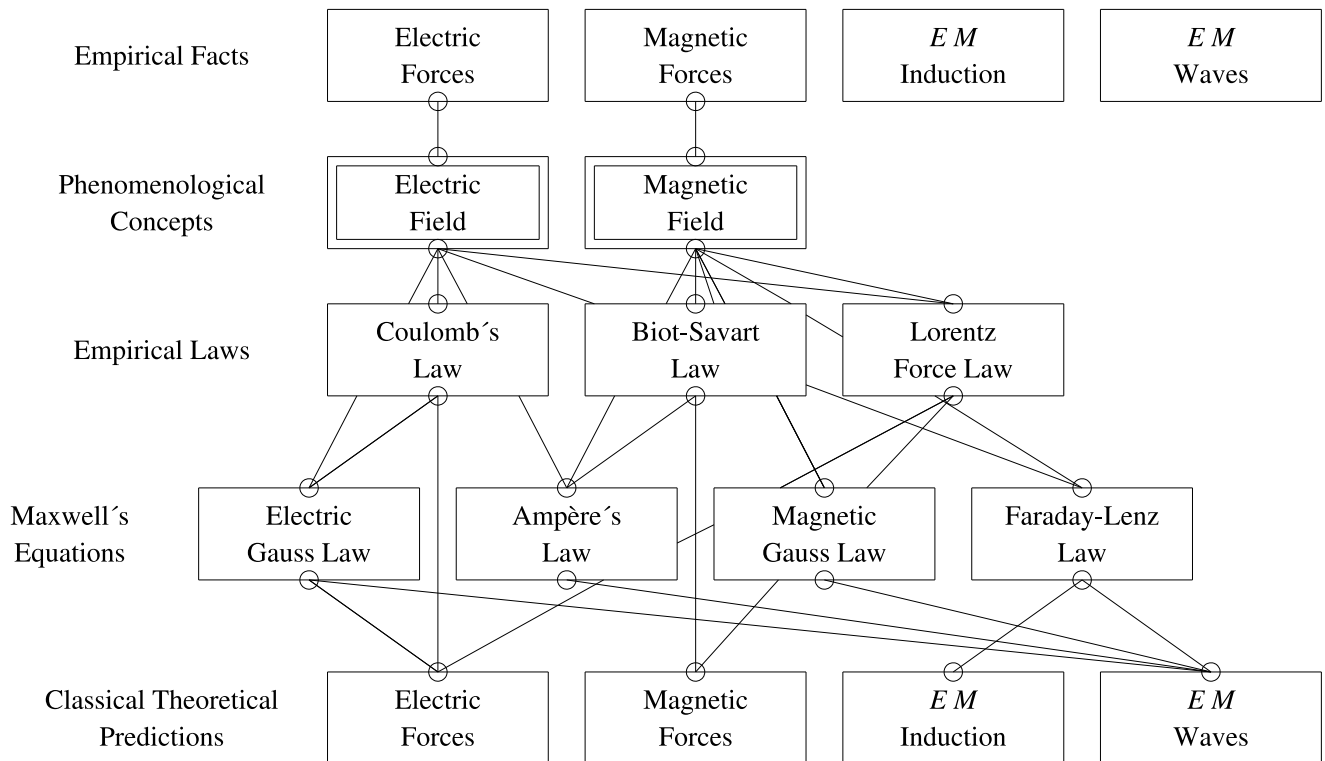 Empirical Facts
Electric
Forces
Magnetic
Forces
E M
Induction
E M
Waves
Phenomenological
Concepts
Electric
Field
Magnetic
Field
Empirical Laws
Coulomb´s
Law
Biot-Savart
Law
Lorentz
Force Law
Maxwell´s
Equations
Electric
Gauss Law
Ampère´s
Law
Magnetic
Gauss Law
Faraday-Lenz
Law
Classical Theoretical
Predictions
Electric
Forces
Magnetic
Forces
E M
Induction
E M
Waves